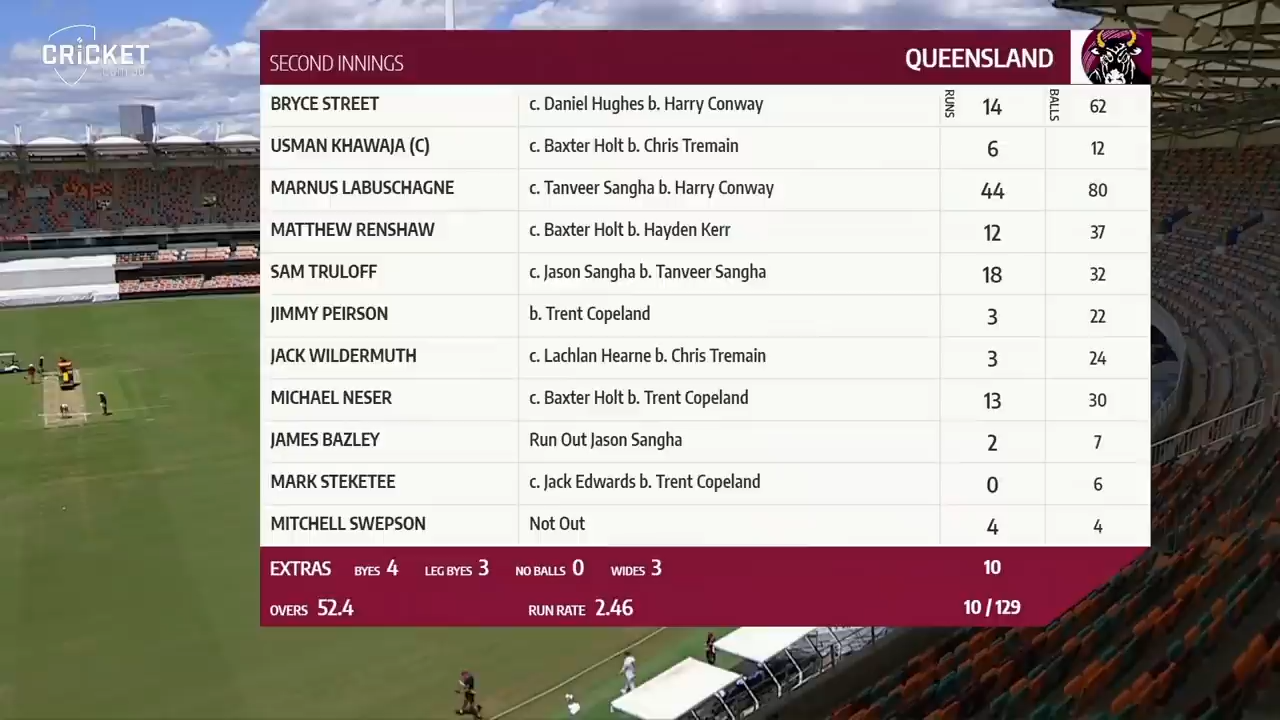 CRICKET
.com.au
SECOND INNINGS QUEENSLAND
BRYCE STREET c. Daniel Hughes b. Harry Conway RUNS 14 BALLS 62
USMAN KHAWAJA (C) c. Baxter Holt b. Chris Tremain 6 12
MARNUS LABUSCHAGNE c. Tanveer Sangha b. Harry Conway 44 80
MATTHEW RENSHAW c. Baxter Holt b. Hayden Kerr 12 37
SAM TRULOFF c. Jason Sangha b. Tanveer Sangha 18 32
JIMMY PEIRSON b. Trent Copeland 3 22
JACK WILDERMUTH c. Lachlan Hearne b. Chris Tremain 3 24
MICHAEL NESER c. Baxter Holt b. Trent Copeland 13 30
JAMES BAZLEY Run Out Jason Sangha 2 7
MARK STEKETEE c. Jack Edwards b. Trent Copeland 0 6
MITCHELL SWEPSON Not Out 4 4
EXTRAS BYES 4 LEG BYES 3 NO BALLS 0 WIDES 3 10
OVERS 52.4 RUN RATE 2.46 10 / 129